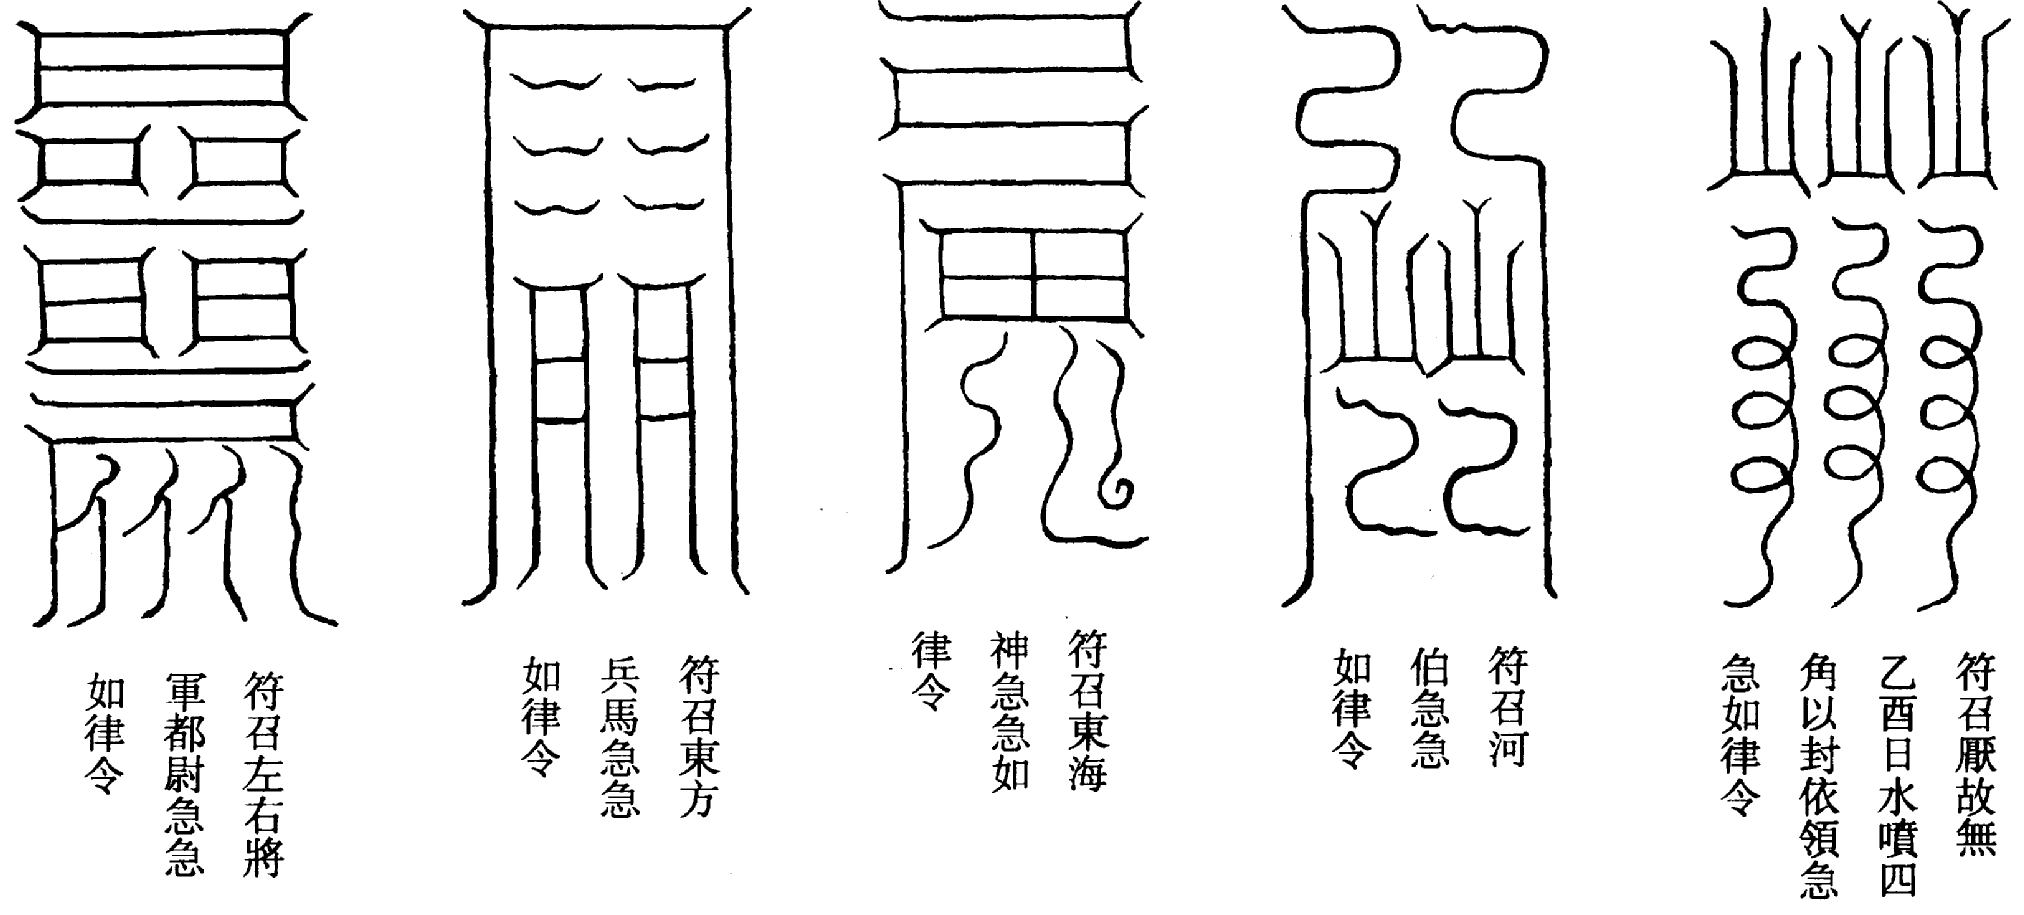 符召厭故無
乙酉日水噴四
角以封依領急
急如律令
符召河
伯急急
如律令
符召東海
神急急如
律令
符召東方
兵馬急急
如律令
符召左右將
軍都尉急急
如律令